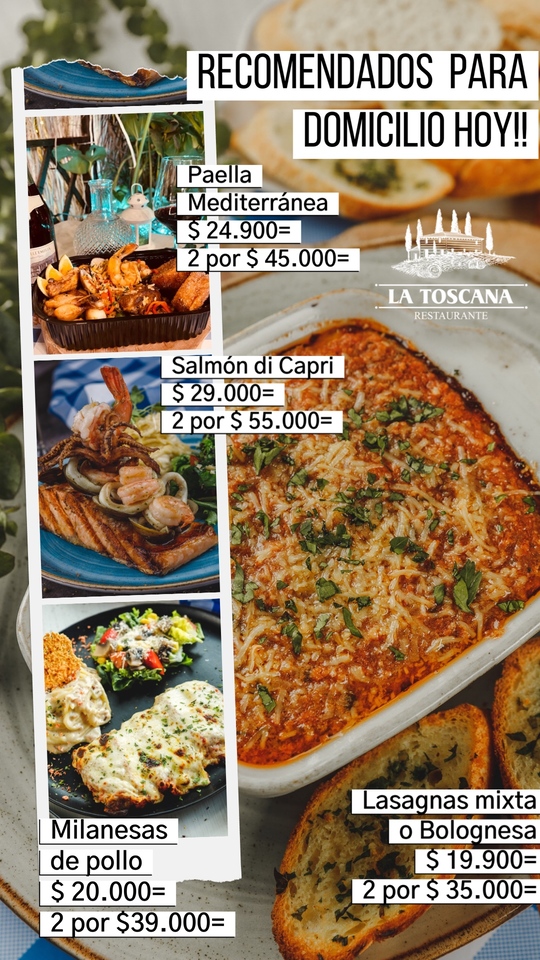 RECOMENDADOS PARA
DOMICILIO HOY!!
Paella
Mediterránea
$ 24.900=
2 por $ 45.000=
LA TOSCANA
RESTAURANTE
Salmón di Capri
$ 29.000=
2 por $ 55.000=
Milanesas
de pollo
$ 20.000=
2 por $39.000=
Lasagnas mixta
o Bolognesa
$ 19.900=
2 por $ 35.000=